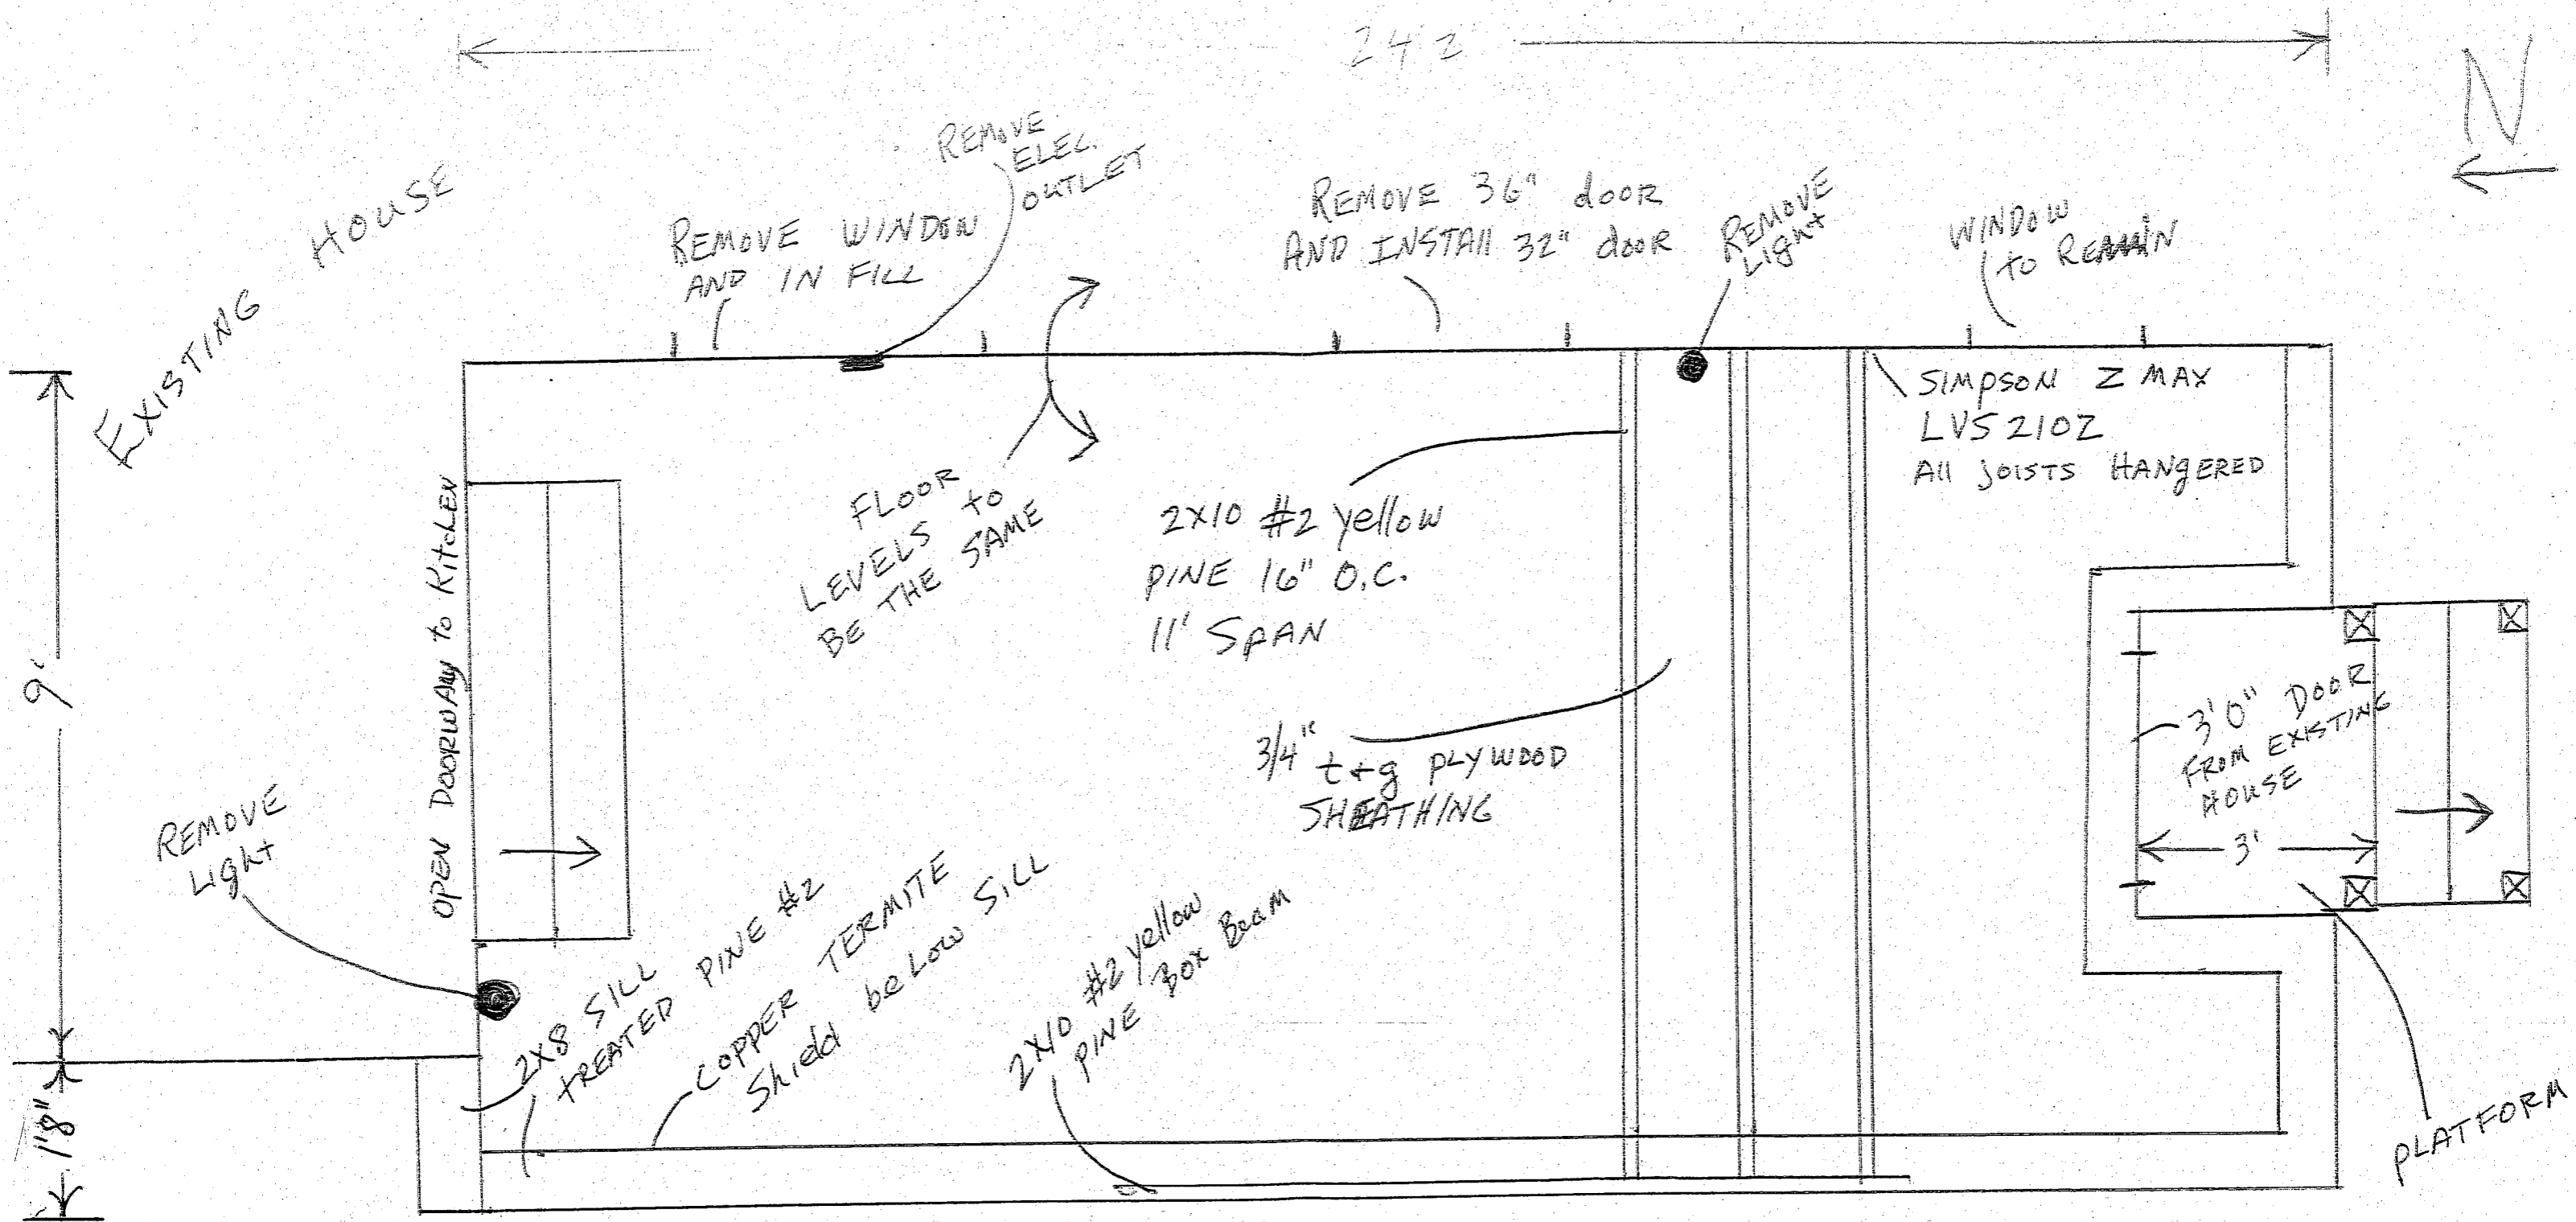 24 2
N
EXISTING HOUSE
REMOVE
ELEC.
OUTLET
REMOVE WINDOW
AND IN FILL
REMOVE 36" dooR
AND INSTAll 32" dooR
REMOVE
Light
WINDOW
to REMAIN
SIMPSON Z MAX
LVS 210Z
All joISTS HANgERED
9'
OPEN DOORWAy to KitcheN
FLOOR
LEVELS to
BE THE SAME
2x10 #2 yellow
PINE 16" O.C.
11' SPAN
3/4" t+g PLYWOOD
SHEATHING
3'0" DOOR
FROM EXISTING
HOUSE
3'
REMOVE
Light
2x8 SILL
tREATED PINE #2
COPPER TERMITE
Shield beLow SILL
2x10 #2 yellow
PINE Box BeaM
1'8"
PLATFORM